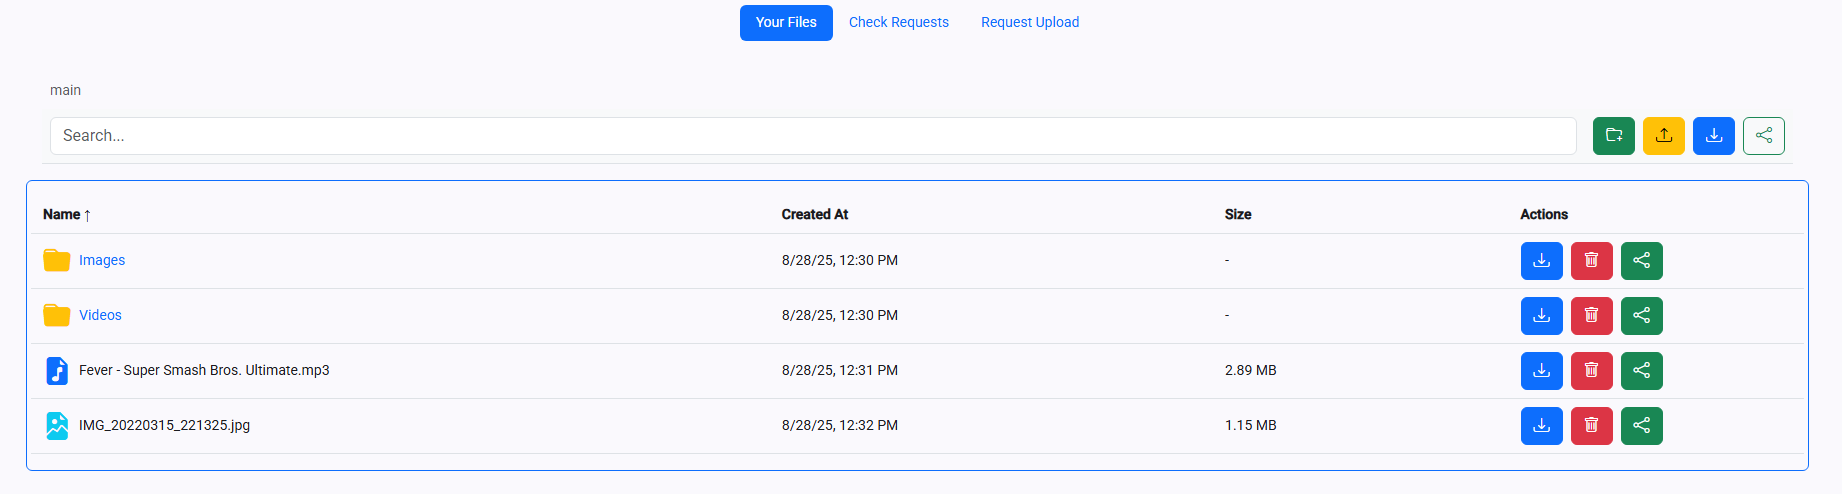 Your Files Check Requests Request Upload
main
Search...
Name ↑ Created At Size Actions
Images 8/28/25, 12:30 PM -
Videos 8/28/25, 12:30 PM -
Fever - Super Smash Bros. Ultimate.mp3 8/28/25, 12:31 PM 2.89 MB
IMG_20220315_221325.jpg 8/28/25, 12:32 PM 1.15 MB